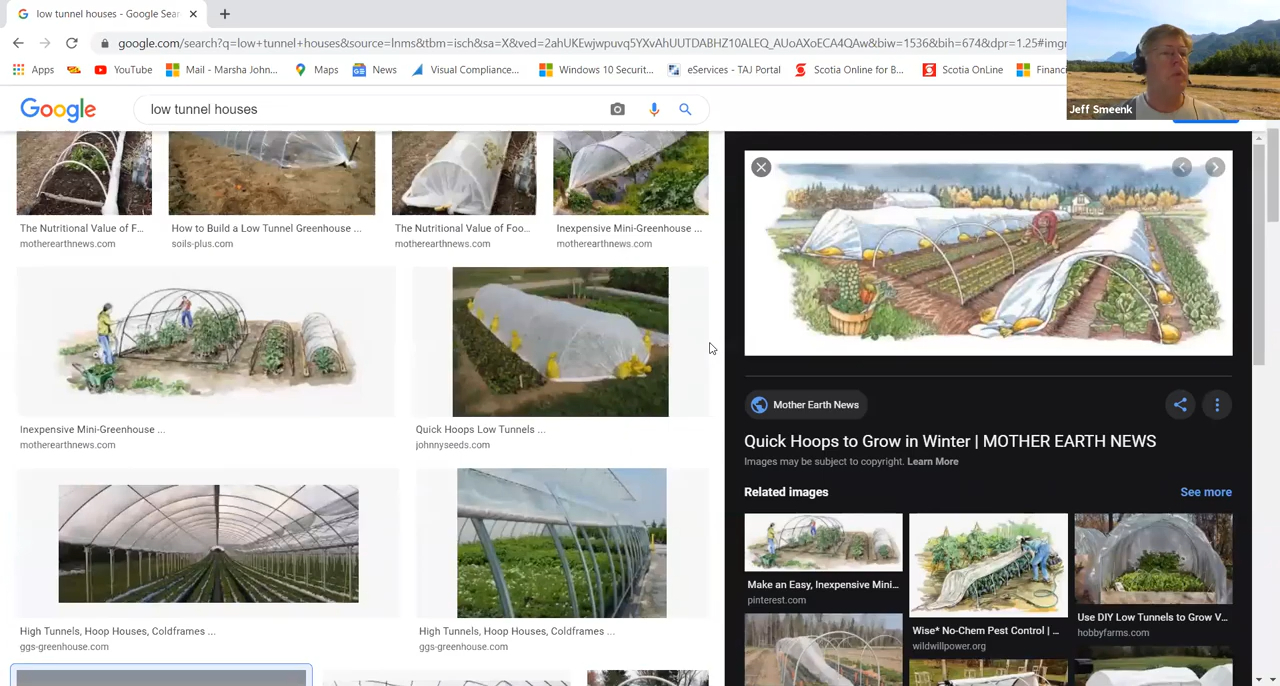 low tunnel houses - Google Sear
google.com/search?q=low+tunnel+houses&source=lnms&tbm=isch&sa=X&ved=2ahUKEwjwpuvq5YXvAhUUTDABHZ10ALEQ_AUoAXoECA4QAw&biw=1536&bih=674&dpr=1.25#imgr
Apps YouTube Mail - Marsha John... Maps News Visual Compliance... Windows 10 Securit... eServices - TAJ Portal Scotia Online for B... Scotia OnLine Financ
Jeff Smeenk
Google low tunnel houses
The Nutritional Value of F...
motherearthnews.com
How to Build a Low Tunnel Greenhouse ...
soils-plus.com
The Nutritional Value of Foo...
motherearthnews.com
Inexpensive Mini-Greenhouse ...
motherearthnews.com
Inexpensive Mini-Greenhouse ...
motherearthnews.com
Quick Hoops Low Tunnels ...
johnnyseeds.com
High Tunnels, Hoop Houses, Coldframes ...
ggs-greenhouse.com
High Tunnels, Hoop Houses, Coldframes ...
ggs-greenhouse.com
Mother Earth News
Quick Hoops to Grow in Winter | MOTHER EARTH NEWS
Images may be subject to copyright. Learn More
Related images
See more
Make an Easy, Inexpensive Mini...
pinterest.com
Wise* No-Chem Pest Control | ...
wildwillpower.org
Use DIY Low Tunnels to Grow V...
hobbyfarms.com